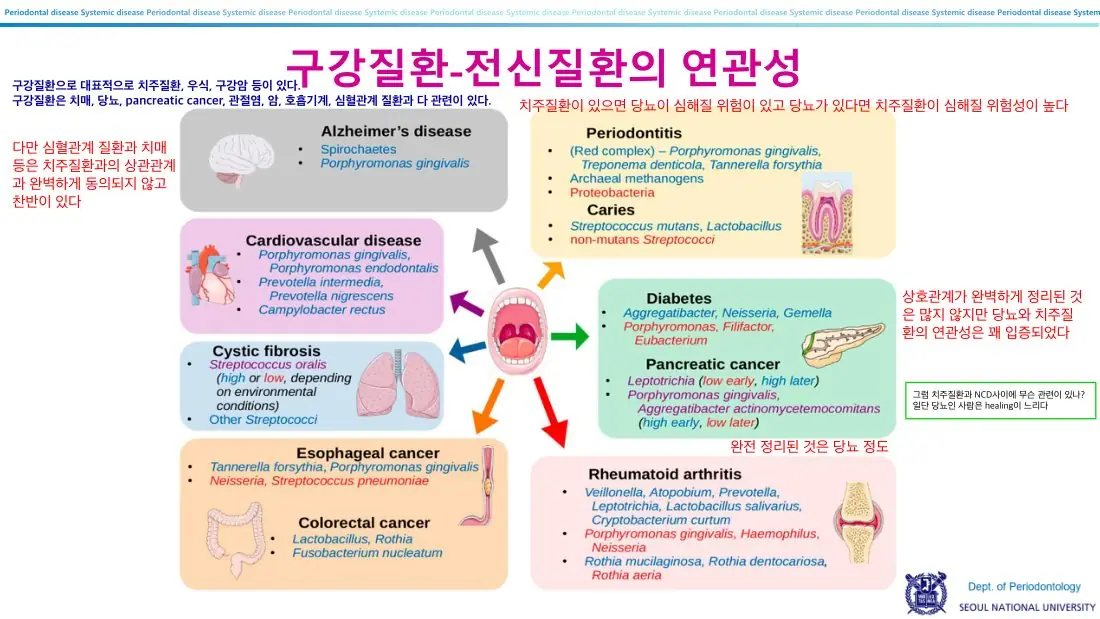 Periodontal disease Systemic disease Periodontal disease Systemic disease Periodontal disease Systemic disease Periodontal disease Systemic disease Periodontal disease Systemic disease Periodontal disease Systemic disease Periodontal disease Systemic disease Periodontal disease System
구강질환-전신질환의 연관성
구강질환으로 대표적으로 치주질환, 우식, 구강암 등이 있다.
구강질환은 치매, 당뇨, pancreatic cancer, 관절염, 암, 호흡기계, 심혈관계 질환과 다 관련이 있다.
치주질환이 있으면 당뇨이 심해질 위험이 있고 당뇨가 있다면 치주질환이 심해질 위험성이 높다
다만 심혈관계 질환과 치매
등은 치주질환과의 상관관계
과 완벽하게 동의되지 않고
찬반이 있다
Alzheimer's disease
• Spirochaetes
• Porphyromonas gingivalis
Periodontitis
• (Red complex) – Porphyromonas gingivalis,
Treponema denticola, Tannerella forsythia
• Archaeal methanogens
• Proteobacteria
Caries
• Streptococcus mutans, Lactobacillus
• non-mutans Streptococci
Cardiovascular disease
• Porphyromonas gingivalis,
Porphyromonas endodontalis
• Prevotella intermedia,
Prevotella nigrescens
• Campylobacter rectus
Diabetes
• Aggregatibacter, Neisseria, Gemella
• Porphyromonas, Filifactor,
Eubacterium
Pancreatic cancer
• Leptotrichia (low early, high later)
• Porphyromonas gingivalis,
Aggregatibacter actinomycetemocomitans
(high early, low later)
상호관계가 완벽하게 정리된 것
은 많지 않지만 당뇨와 치주질
환의 연관성은 꽤 입증되었다
그럼 치주질환과 NCD사이에 무슨 관련이 있나?
일단 당뇨인 사람은 healing이 느리다
Cystic fibrosis
• Streptococcus oralis
(high or low, depending
on environmental
conditions)
• Other Streptococci
완전 정리된 것은 당뇨 정도
Esophageal cancer
• Tannerella forsythia, Porphyromonas gingivalis
• Neisseria, Streptococcus pneumoniae
Colorectal cancer
• Lactobacillus, Rothia
• Fusobacterium nucleatum
Rheumatoid arthritis
• Veillonella, Atopobium, Prevotella,
Leptotrichia, Lactobacillus salivarius,
Cryptobacterium curtum
• Porphyromonas gingivalis, Haemophilus,
Neisseria
• Rothia mucilaginosa, Rothia dentocariosa,
Rothia aeria
Dept. of Periodontology
SEOUL NATIONAL UNIVERSITY